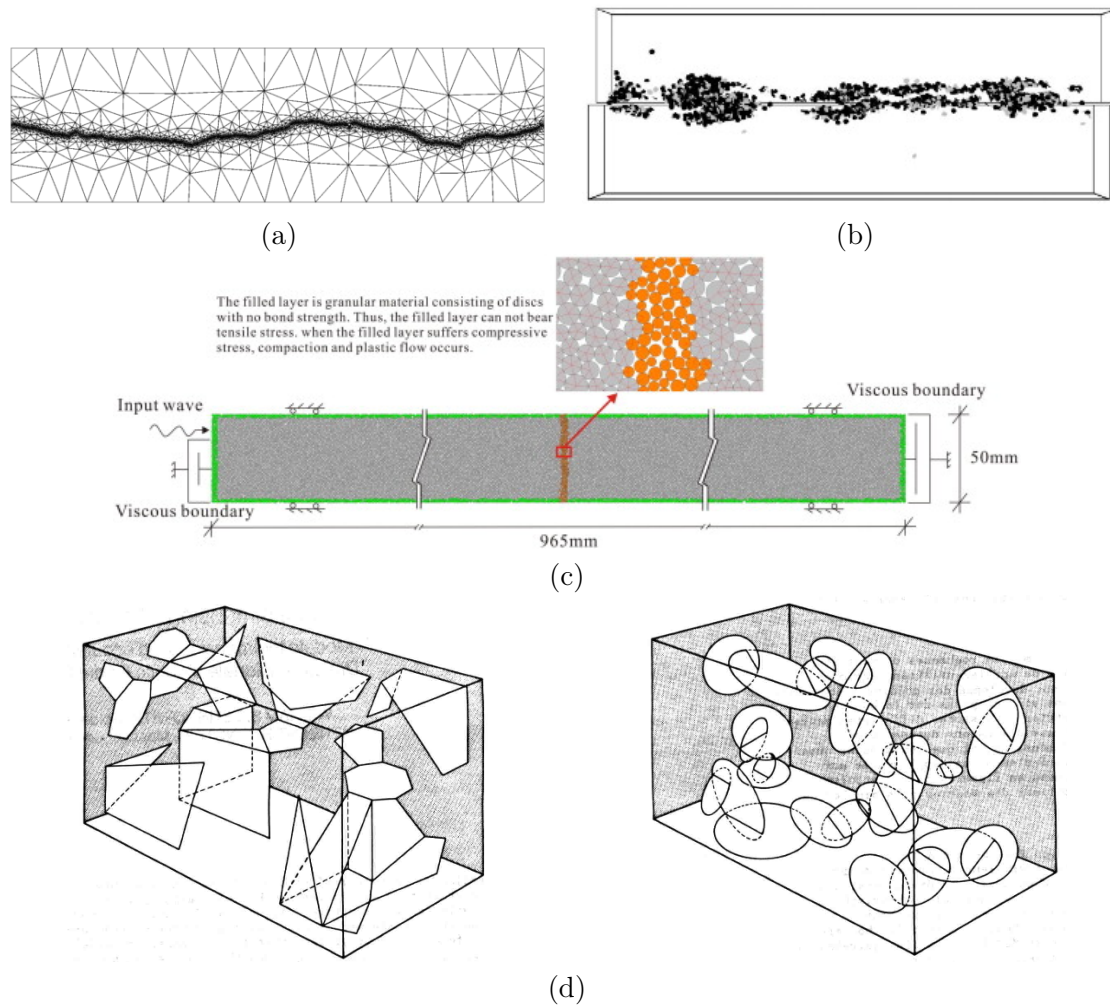 (a)
(b)
The filled layer is granular material consisting of discs
with no bond strength. Thus, the filled layer can not bear
tensile stress. when the filled layer suffers compressive
stress, compaction and plastic flow occurs.
Input wave
Viscous boundary
50mm
Viscous boundary
965mm
(c)
(d)